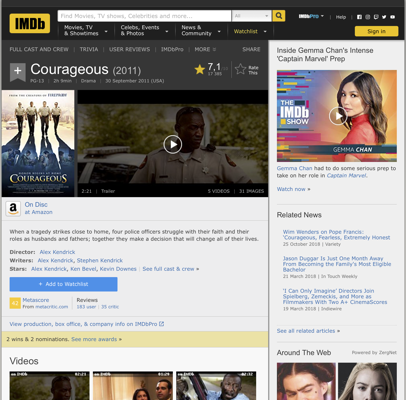 IMDb
Find Movies, TV shows, Celebrities and more...
All
IMDbPro
Help
Movies, TV & Showtimes
Celebs, Events & Photos
News & Community
Watchlist
Sign in
FULL CAST AND CREW | TRIVIA | USER REVIEWS | IMDbPro | MORE
SHARE
Courageous (2011)
PG-13 | 2h 9min | Drama | 30 September 2011 (USA)
7,1
Rate This
COURAGEOUS
2:21 | Trailer
5 VIDEOS | 31 IMAGES
On Disc
at Amazon
When a tragedy strikes close to home, four police officers struggle with their faith and their
roles as husbands and fathers; together they make a decision that will change all of their lives.
Director: Alex Kendrick
Writers: Alex Kendrick, Stephen Kendrick
Stars: Alex Kendrick, Ken Bevel, Kevin Downes | See full cast & crew »
+ Add to Watchlist
Metascore
From metacritic.com
Reviews
183 user | 35 critic
View production, box office, & company info on IMDbPro
2 wins & 2 nominations. See more awards »
Videos
Inside Gemma Chan's Intense
'Captain Marvel' Prep
THE
IMDb
SHOW
GEMMA CHAN
Gemma Chan had to do some serious prep to
take on her role in Captain Marvel.
Watch now »
Related News
Wim Wenders on Pope Francis:
'Courageous, Fearless, Extremely Honest
25 October 2018 | Variety
Jason Duggar Is Just One Away
From Becoming the Family's Most Eligible
Bachelor
21 March 2018 | In Touch Weekly
'I Can Only Imagine' Directors Join
Spielberg, Zemeckis, and More as
Filmmakers With Two A+ CinemaScores
19 March 2018 | Indiewire
See all related articles »
Around The Web
Powered by ZergNet